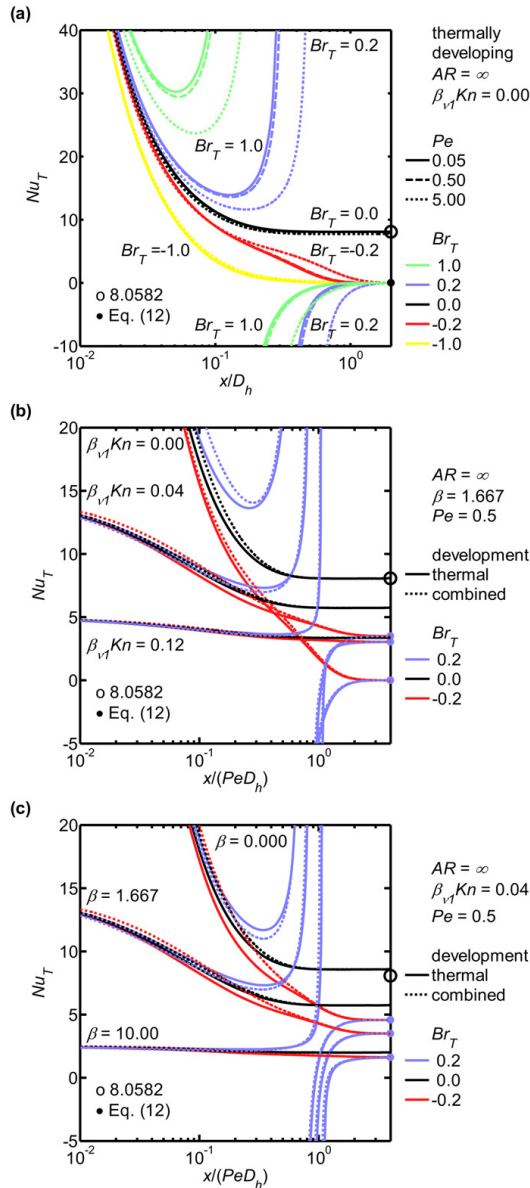 (a)
40
30
20
10
0
-10
Nu_T
10^-2
10^-1
10^0
x/D_h
Br_T = 0.2
Br_T = 1.0
Br_T = 0.0
Br_T = -1.0
-0.2
Br_T =
8.0582
Eq. (12)
Br_T = 1.0
Br_T = 0.2
thermally
developing
AR = ∞
β_v1Kn = 0.00
Pe
0.05
0.50
5.00
Br_T
1.0
0.2
0.0
-0.2
-1.0
(b)
20
15
10
5
0
-5
Nu_T
10^-2
10^-1
10^0
x/(PeD_h)
β_v1Kn = 0.00
β_v1Kn = 0.04
β_v1Kn = 0.12
8.0582
Eq. (12)
AR = ∞
β = 1.667
Pe = 0.5
development
thermal
combined
Br_T
0.2
0.0
-0.2
(c)
20
15
10
5
0
-5
Nu_T
10^-2
10^-1
10^0
x/(PeD_h)
β = 0.000
β = 1.667
β = 10.00
8.0582
Eq. (12)
AR = ∞
β_v1Kn = 0.04
Pe = 0.5
development
thermal
combined
Br_T
0.2
0.0
-0.2